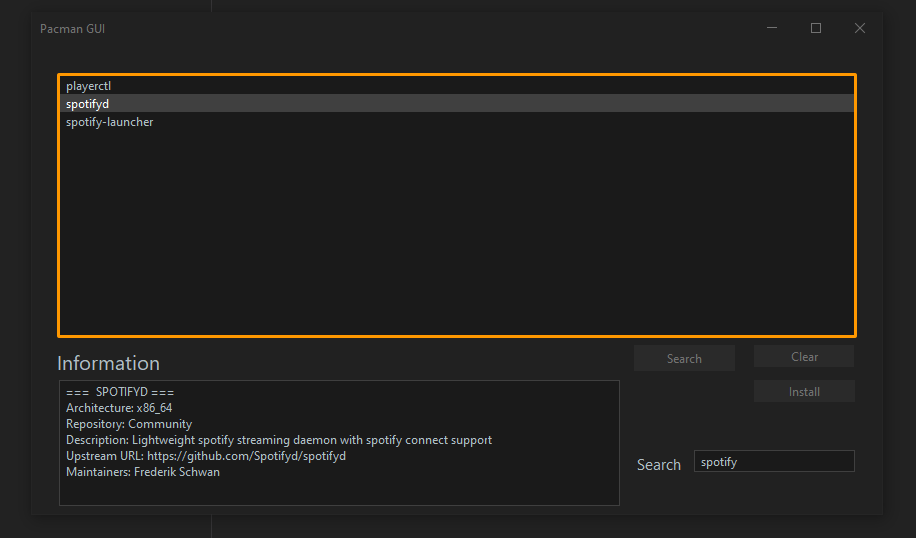 Pacman GUI
playerctl
spotifyd
spotify-launcher
Information
=== SPOTIFYD ===
Architecture: x86_64
Repository: Community
Description: Lightweight spotify streaming daemon with spotify connect support
Upstream URL: https://github.com/Spotifyd/spotifyd
Maintainers: Frederik Schwan
Search
Clear
Install
Search spotify